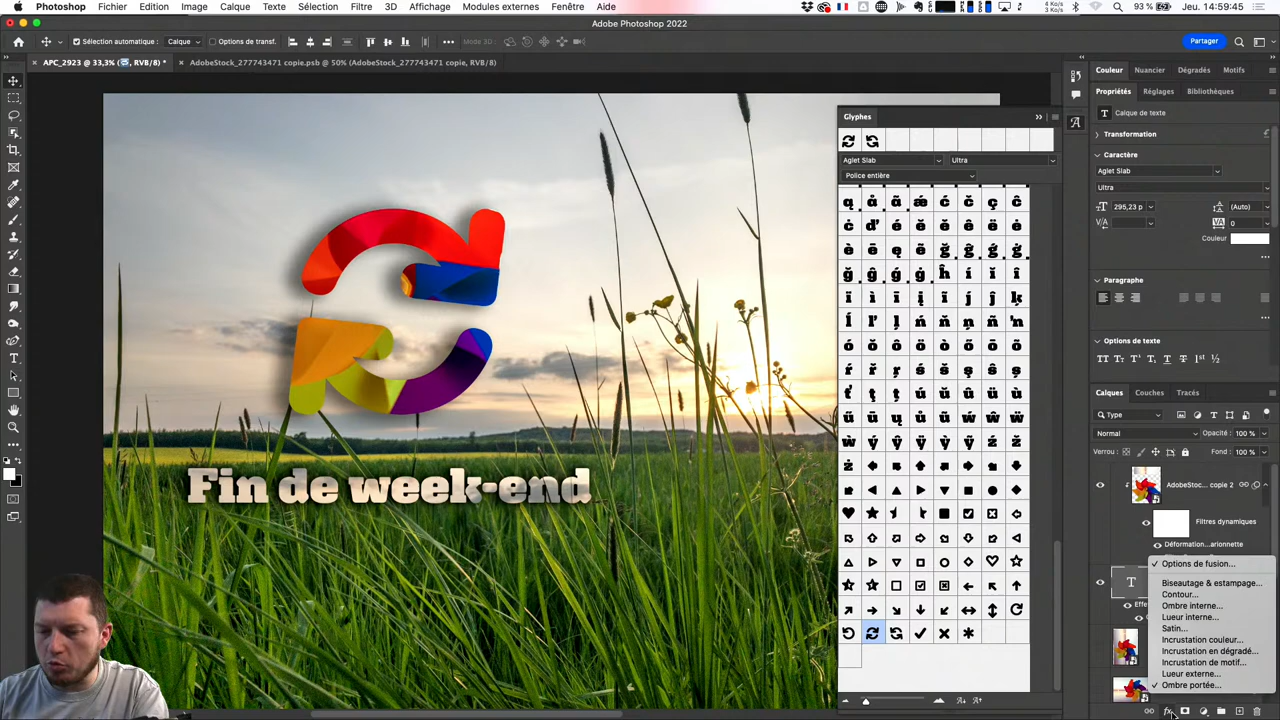 Photoshop Fichier Edition Image Calque Texte Sélection Filtre 3D Affichage Modules externes Fenêtre Aide 93 % Jeu. 14:59:45
Adobe Photoshop 2022
Sélection automatique : Calque Options de transf. Mode 3D : Partager
APC_2923 @ 33,3% (RVB/8) * AdobeStock_277743471 copie.psb @ 50% (AdobeStock_277743471 copie, RVB/8)
Couleur Nuancier Dégradés Motifs
Propriétés Réglages Bibliothèques
T Calque de texte
Transformation
Caractère
Aglet Slab
Ultra
295,23 p (Auto)
0
Couleur
Paragraphe
Options de texte
Glyphes
Aglet Slab Ultra
Police entière
Fin de week-end
Calques Couches Tracés
Type
Normal Opacité : 100 %
Verrou : Fond : 100 %
AdobeStoc... copie 2
Filtres dynamiques
Déformation...arionnette
T
Effe
Options de fusion...
Biseautage & estampage...
Contour...
Ombre interne...
Lueur interne...
Satin...
Incrustation couleur...
Incrustation en dégradé...
Incrustation de motif...
Lueur externe...
Ombre portée...
fx